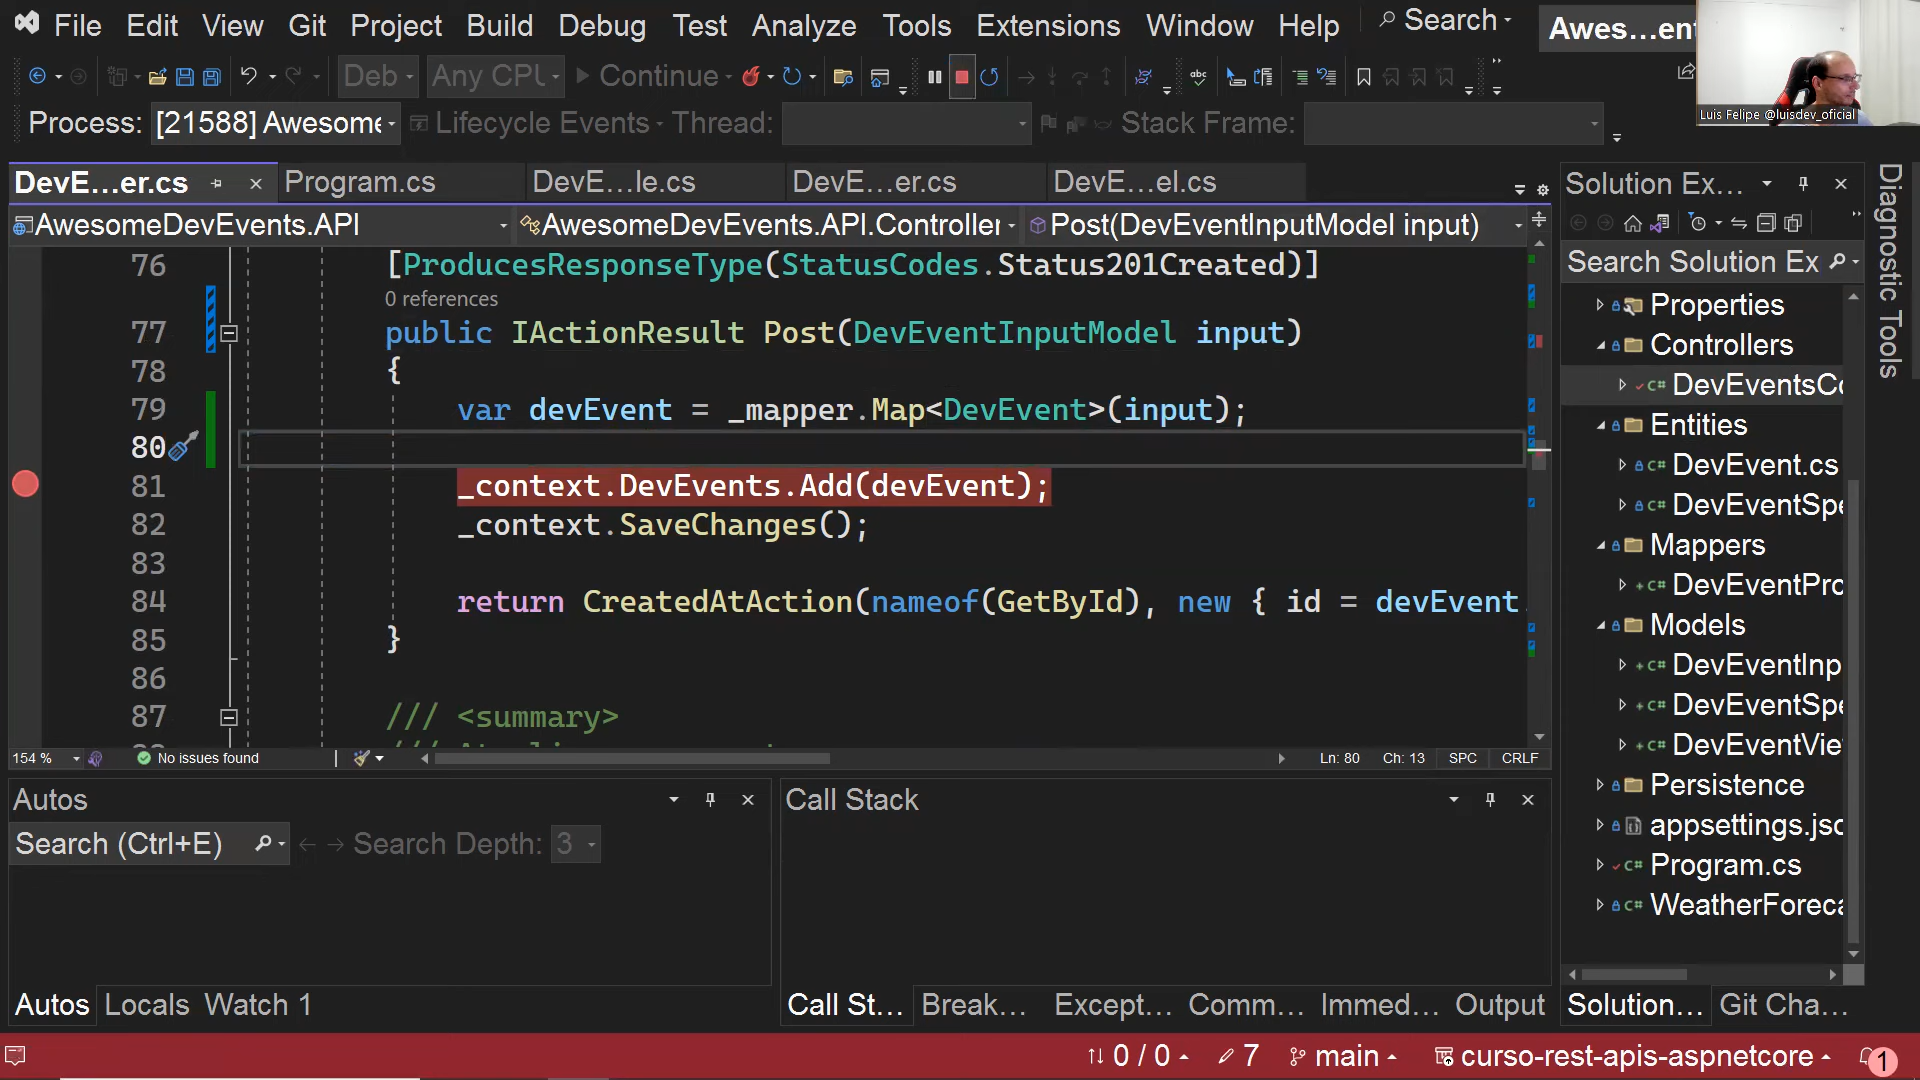 File Edit View Git Project Build Debug Test Analyze Tools Extensions Window Help Search Awes...ent
Deb Any CPU Continue
Process: [21588] Awesome Lifecycle Events Thread: Stack Frame:
Luis Felipe @luisdev_oficial
DevE...er.cs Program.cs DevE...le.cs DevE...er.cs DevE...el.cs
AwesomeDevEvents.API AwesomeDevEvents.API.Controller Post(DevEventInputModel input)
76 [ProducesResponseType(StatusCodes.Status201Created)]
0 references
77 public IActionResult Post(DevEventInputModel input)
78 {
79 var devEvent = _mapper.Map<DevEvent>(input);
80
81 _context.DevEvents.Add(devEvent);
82 _context.SaveChanges();
83
84 return CreatedAtAction(nameof(GetById), new { id = devEvent.
85 }
86
87 /// <summary>
154 % No issues found Ln: 80 Ch: 13 SPC CRLF
Autos
Search (Ctrl+E) Search Depth: 3
Autos Locals Watch 1
Call Stack
Call St... Break... Except... Comm... Immed... Output
Solution Ex...
Search Solution Ex
Properties
Controllers
C# DevEventsCo
Entities
C# DevEvent.cs
C# DevEventSpe
Mappers
C# DevEventPro
Models
C# DevEventInp
C# DevEventSpe
C# DevEventVie
Persistence
appsettings.jso
C# Program.cs
C# WeatherForeca
Solution... Git Cha...
Diagnostic Tools
0 / 0 7 main curso-rest-apis-aspnetcore 1